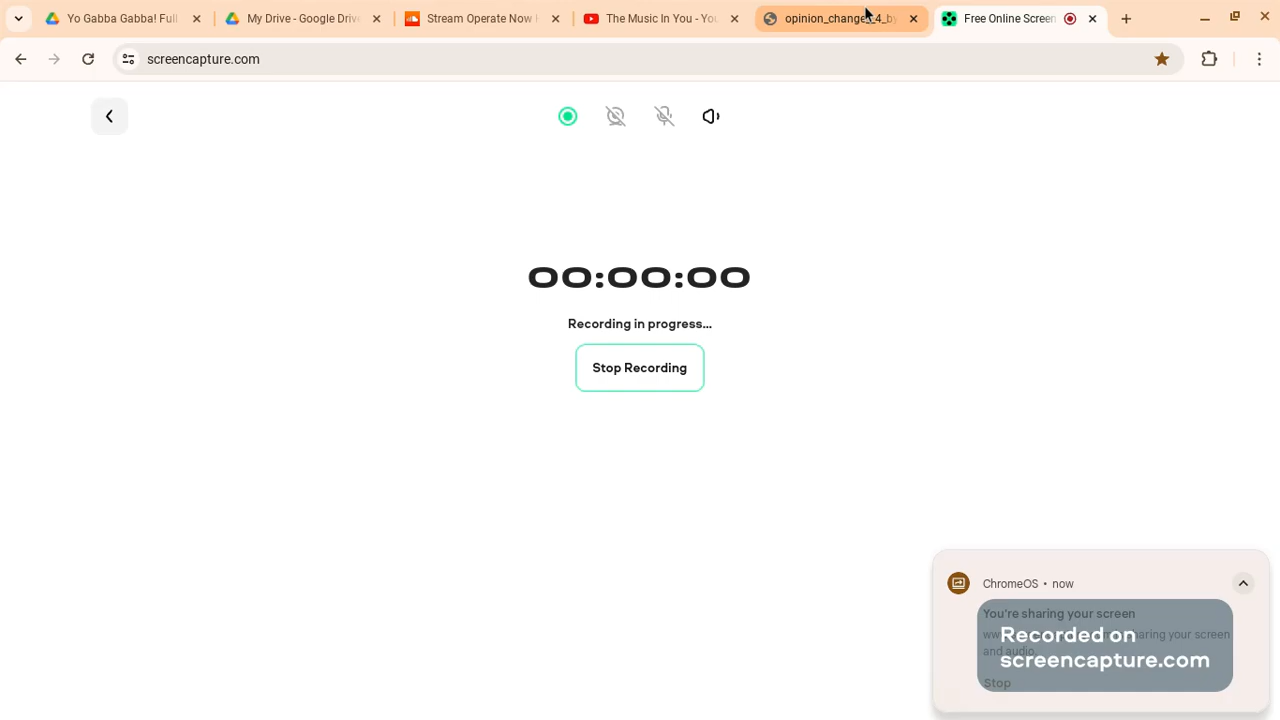 Yo Gabba Gabba! Full
My Drive - Google Drive
Stream Operate Now
The Music In You - You
opinion_change_4_by
Free Online Screen
screencapture.com
00:00:00
Recording in progress...
Stop Recording
ChromeOS • now
You're sharing your screen
sharing your screen
and audio.
Stop
Recorded on
screencapture.com